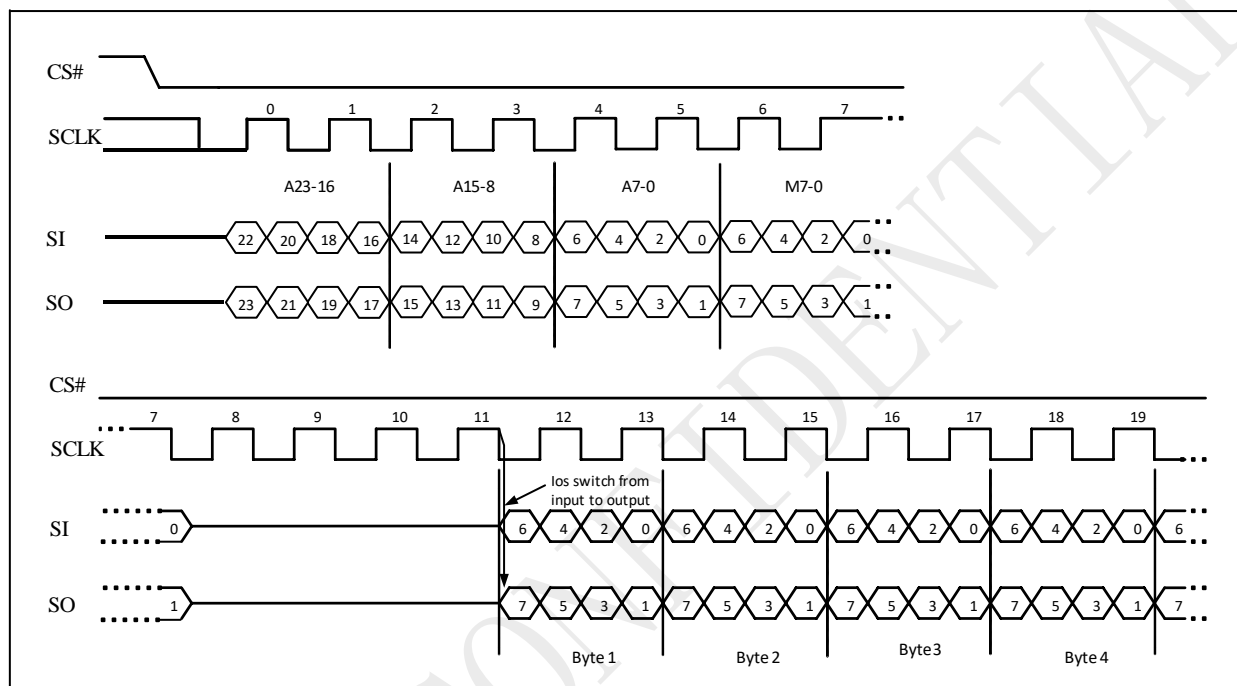 CS#
0 1 2 3 4 5 6 7
SCLK
A23-16 A15-8 A7-0 M7-0
SI 22 20 18 16 14 12 10 8 6 4 2 0 6 4 2 0
SO 23 21 19 17 15 13 11 9 7 5 3 1 7 5 3 1
CS#
7 8 9 10 11 12 13 14 15 16 17 18 19
SCLK
Ios switch from
input to output
SI 0 6 4 2 0 6 4 2 0 6 4 2 0 6 4 2 0 6
SO 1 7 5 3 1 7 5 3 1 7 5 3 1 7 5 3 1 7
Byte 1 Byte 2 Byte 3 Byte 4
CONFIDENTIAL